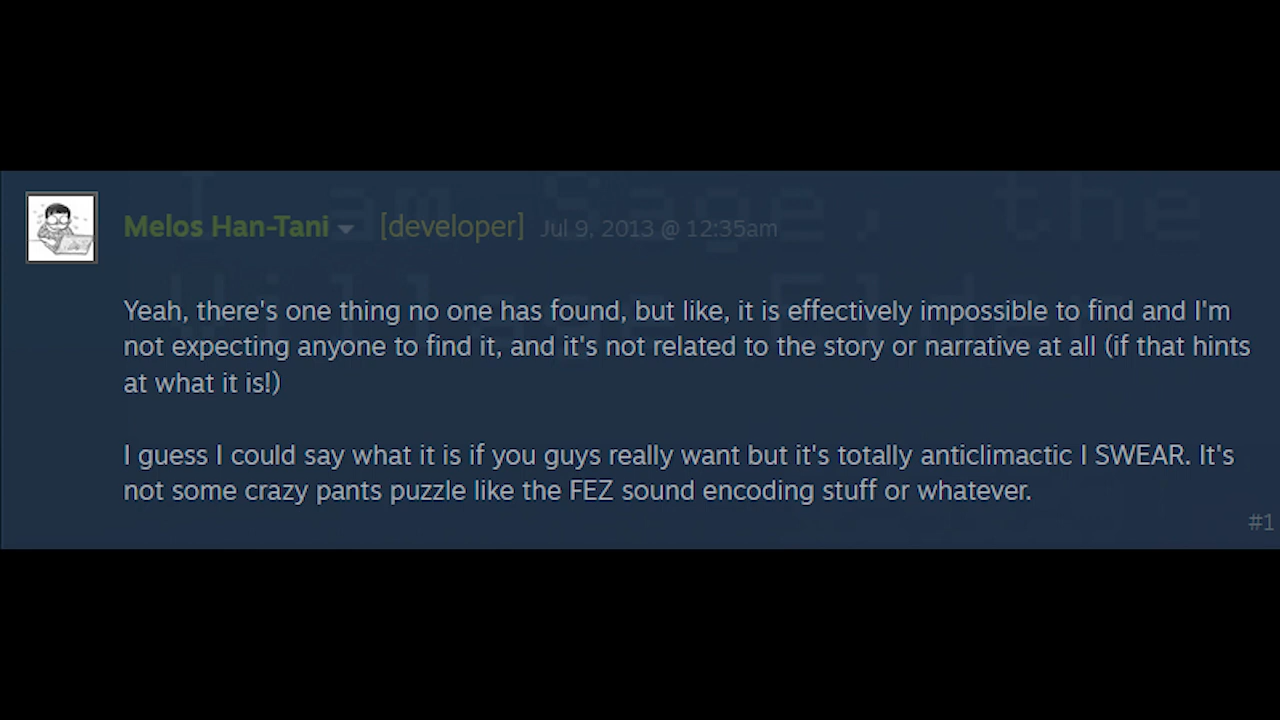 I am Sage, the
Melos Han-Tani [developer] Jul 9, 2013 @ 12:35am
Yeah, there's one thing no one has found, but like, it is effectively impossible to find and I'm
not expecting anyone to find it, and it's not related to the story or narrative at all (if that hints
at what it is!)
I guess I could say what it is if you guys really want but it's totally anticlimactic I SWEAR. It's
not some crazy pants puzzle like the FEZ sound encoding stuff or whatever.
#1